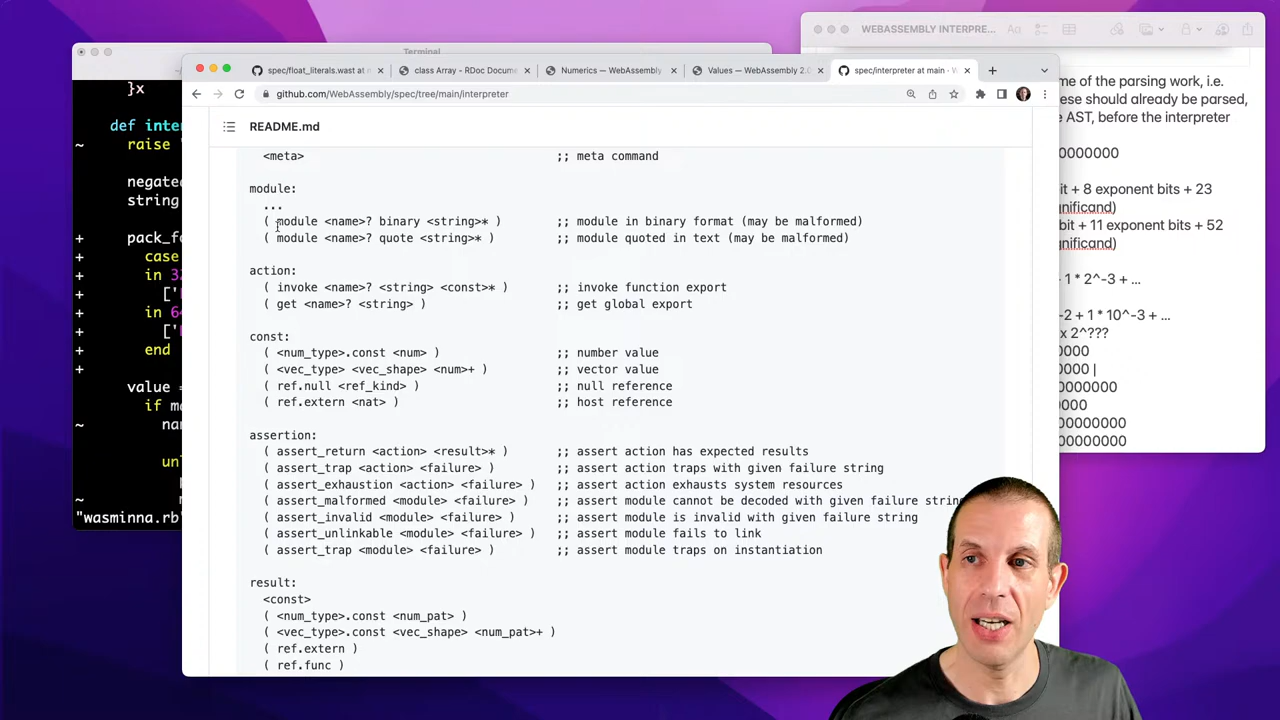 Terminal
}x
def inte
~ raise '
negate
string
pack_f
+ case
+ in 3
+ ['
+ in 6
+ ['
+ end
+
value =
if m
~ na
un
~ n
"wasminna.rb"
spec/float_literals.wast at m
class Array - RDoc Docume
Numerics — WebAssembly
Values — WebAssembly 2.0
spec/interpreter at main · W
github.com/WebAssembly/spec/tree/main/interpreter
README.md
<meta> ;; meta command
module:
...
( module <name>? binary <string>* ) ;; module in binary format (may be malformed)
( module <name>? quote <string>* ) ;; module quoted in text (may be malformed)
action:
( invoke <name>? <string> <const>* ) ;; invoke function export
( get <name>? <string> ) ;; get global export
const:
( <num_type>.const <num> ) ;; number value
( <vec_type> <vec_shape> <num>+ ) ;; vector value
( ref.null <ref_kind> ) ;; null reference
( ref.extern <nat> ) ;; host reference
assertion:
( assert_return <action> <result>* ) ;; assert action has expected results
( assert_trap <action> <failure> ) ;; assert action traps with given failure string
( assert_exhaustion <action> <failure> ) ;; assert action exhausts system resources
( assert_malformed <module> <failure> ) ;; assert module cannot be decoded with given failure string
( assert_invalid <module> <failure> ) ;; assert module is invalid with given failure string
( assert_unlinkable <module> <failure> ) ;; assert module fails to link
( assert_trap <module> <failure> ) ;; assert module traps on instantiation
result:
<const>
( <num_type>.const <num_pat> )
( <vec_type>.const <vec_shape> <num_pat>+ )
( ref.extern )
( ref.func )
WEBASSEMBLY INTERPRE...
me of the parsing work, i.e.
ese should already be parsed,
e AST, before the interpreter
0000000
bit + 8 exponent bits + 23
gnificand)
bit + 11 exponent bits + 52
gnificand)
1 * 2^-3 + ...
-2 + 1 * 10^-3 + ...
x 2^???
0000
0000 |
0000000
0000
00000000
00000000